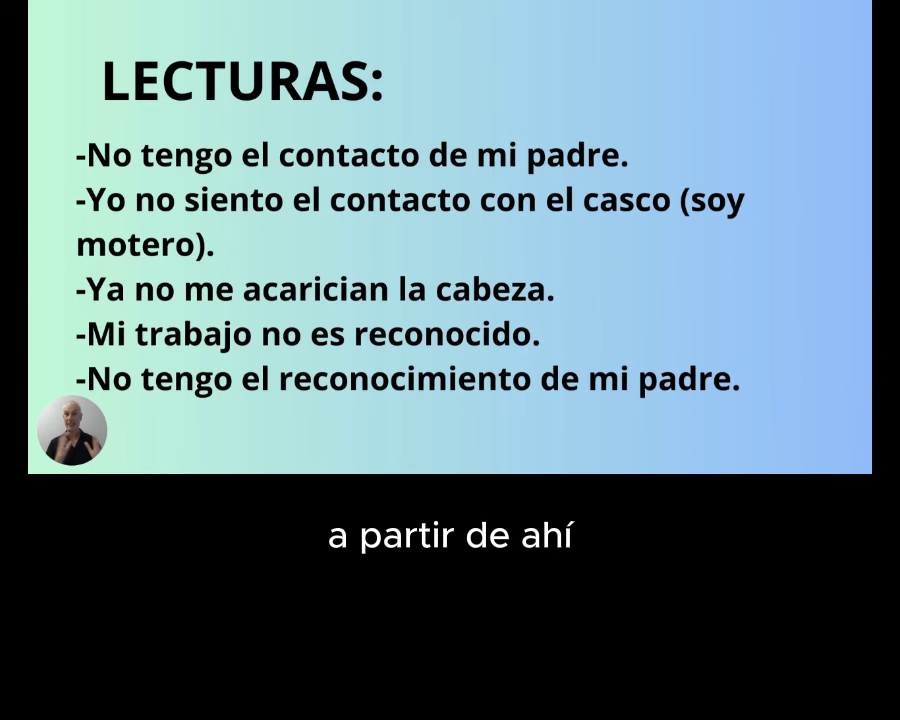 LECTURAS:
-No tengo el contacto de mi padre.
-Yo no siento el contacto con el casco (soy
motero).
-Ya no me acarician la cabeza.
-Mi trabajo no es reconocido.
-No tengo el reconocimiento de mi padre.
a partir de ahí